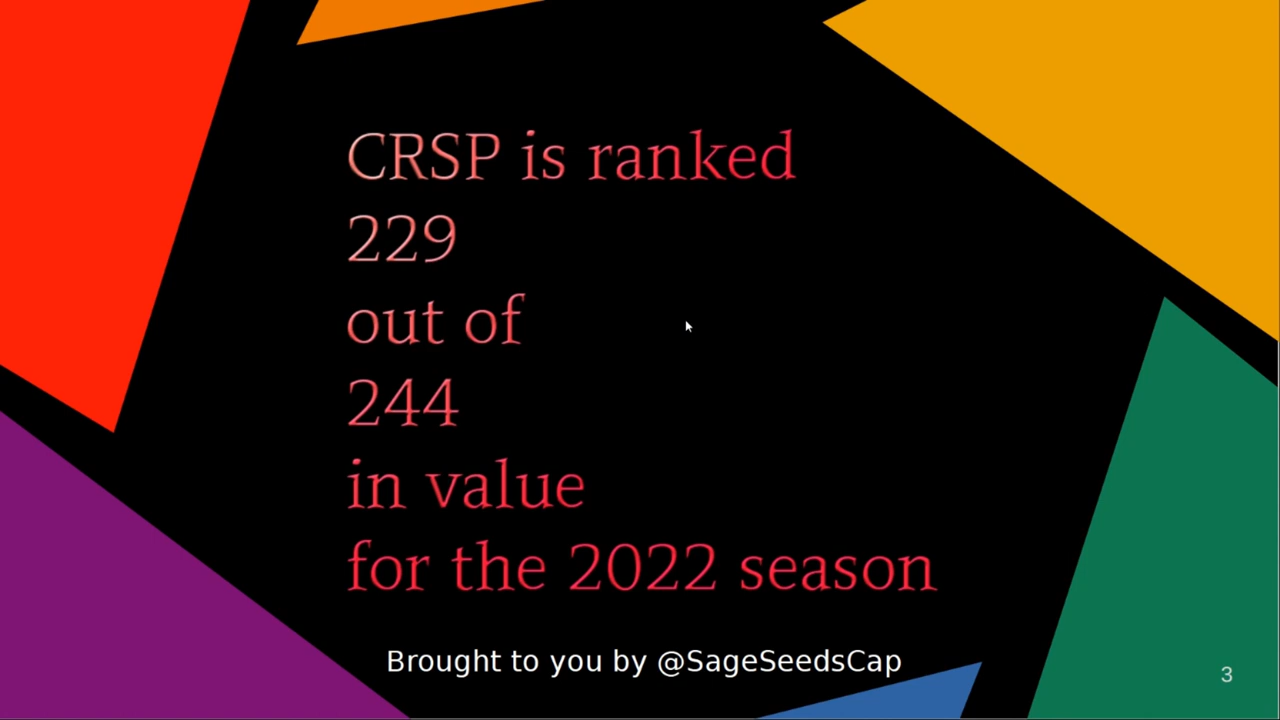 CRSP is ranked
229
out of
244
in value
for the 2022 season
Brought to you by @SageSeedsCap
3